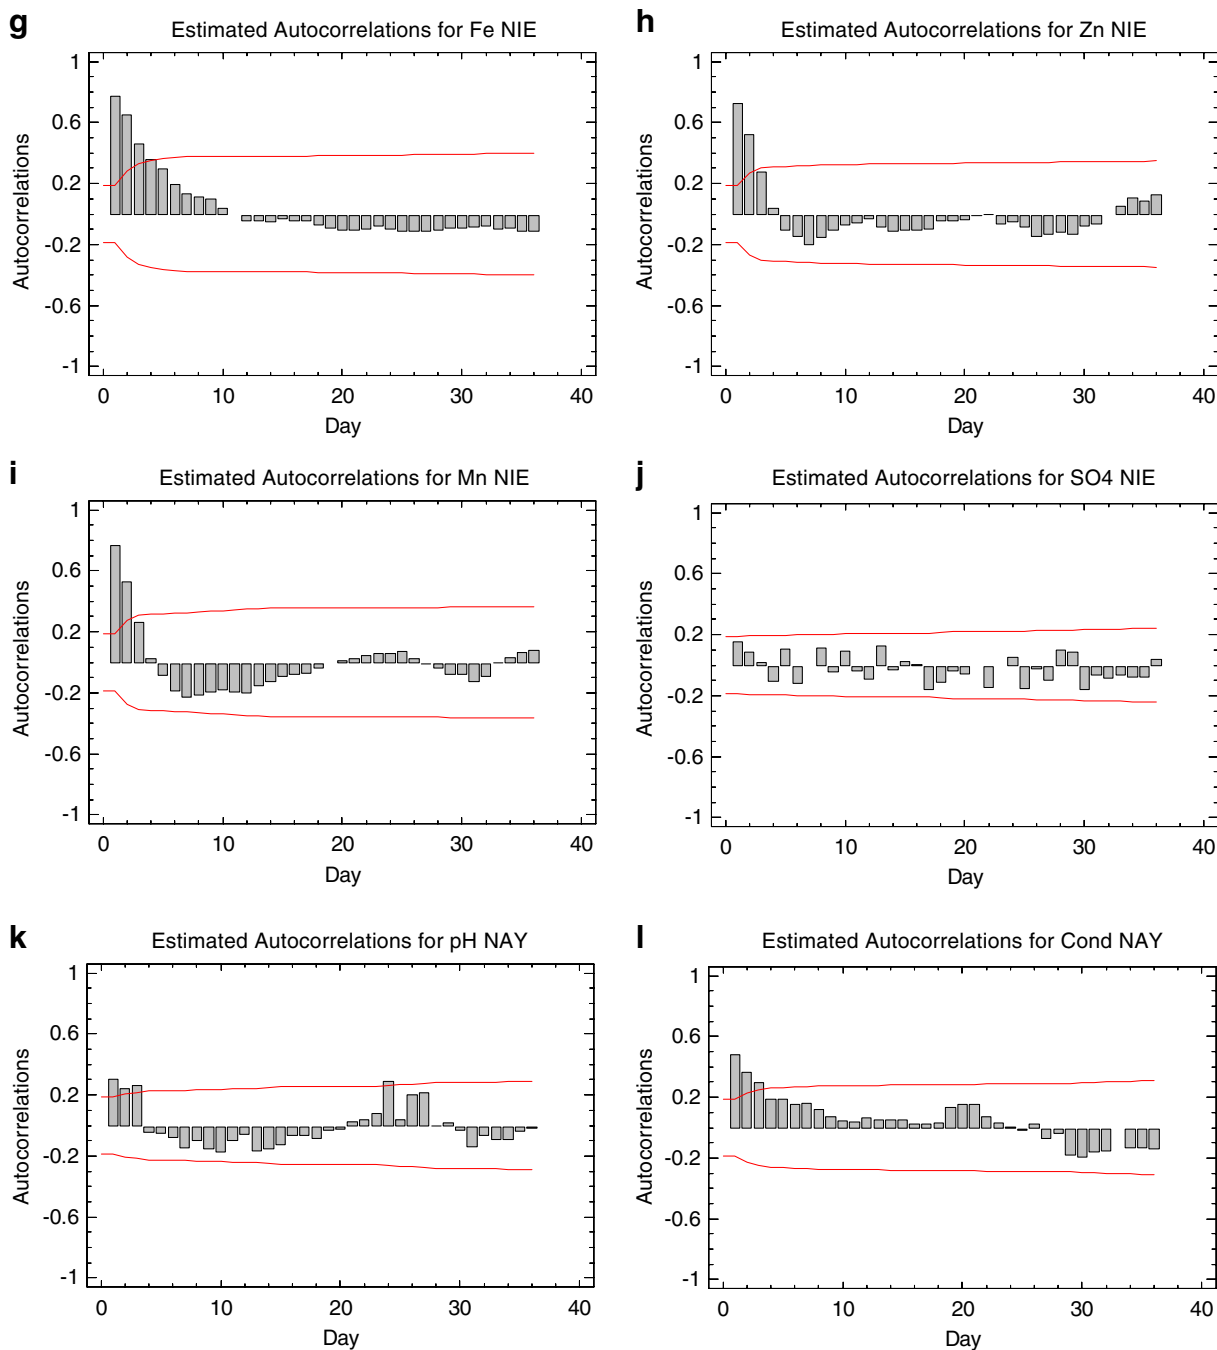 g
Estimated Autocorrelations for Fe NIE
1
0.6
0.2
-0.2
-0.6
-1
Autocorrelations
0 10 20 30 40
Day
h
Estimated Autocorrelations for Zn NIE
1
0.6
0.2
-0.2
-0.6
-1
Autocorrelations
0 10 20 30 40
Day
i
Estimated Autocorrelations for Mn NIE
1
0.6
0.2
-0.2
-0.6
-1
Autocorrelations
0 10 20 30 40
Day
j
Estimated Autocorrelations for SO4 NIE
1
0.6
0.2
-0.2
-0.6
-1
Autocorrelations
0 10 20 30 40
Day
k
Estimated Autocorrelations for pH NAY
1
0.6
0.2
-0.2
-0.6
-1
Autocorrelations
0 10 20 30 40
Day
l
Estimated Autocorrelations for Cond NAY
1
0.6
0.2
-0.2
-0.6
-1
Autocorrelations
0 10 20 30 40
Day